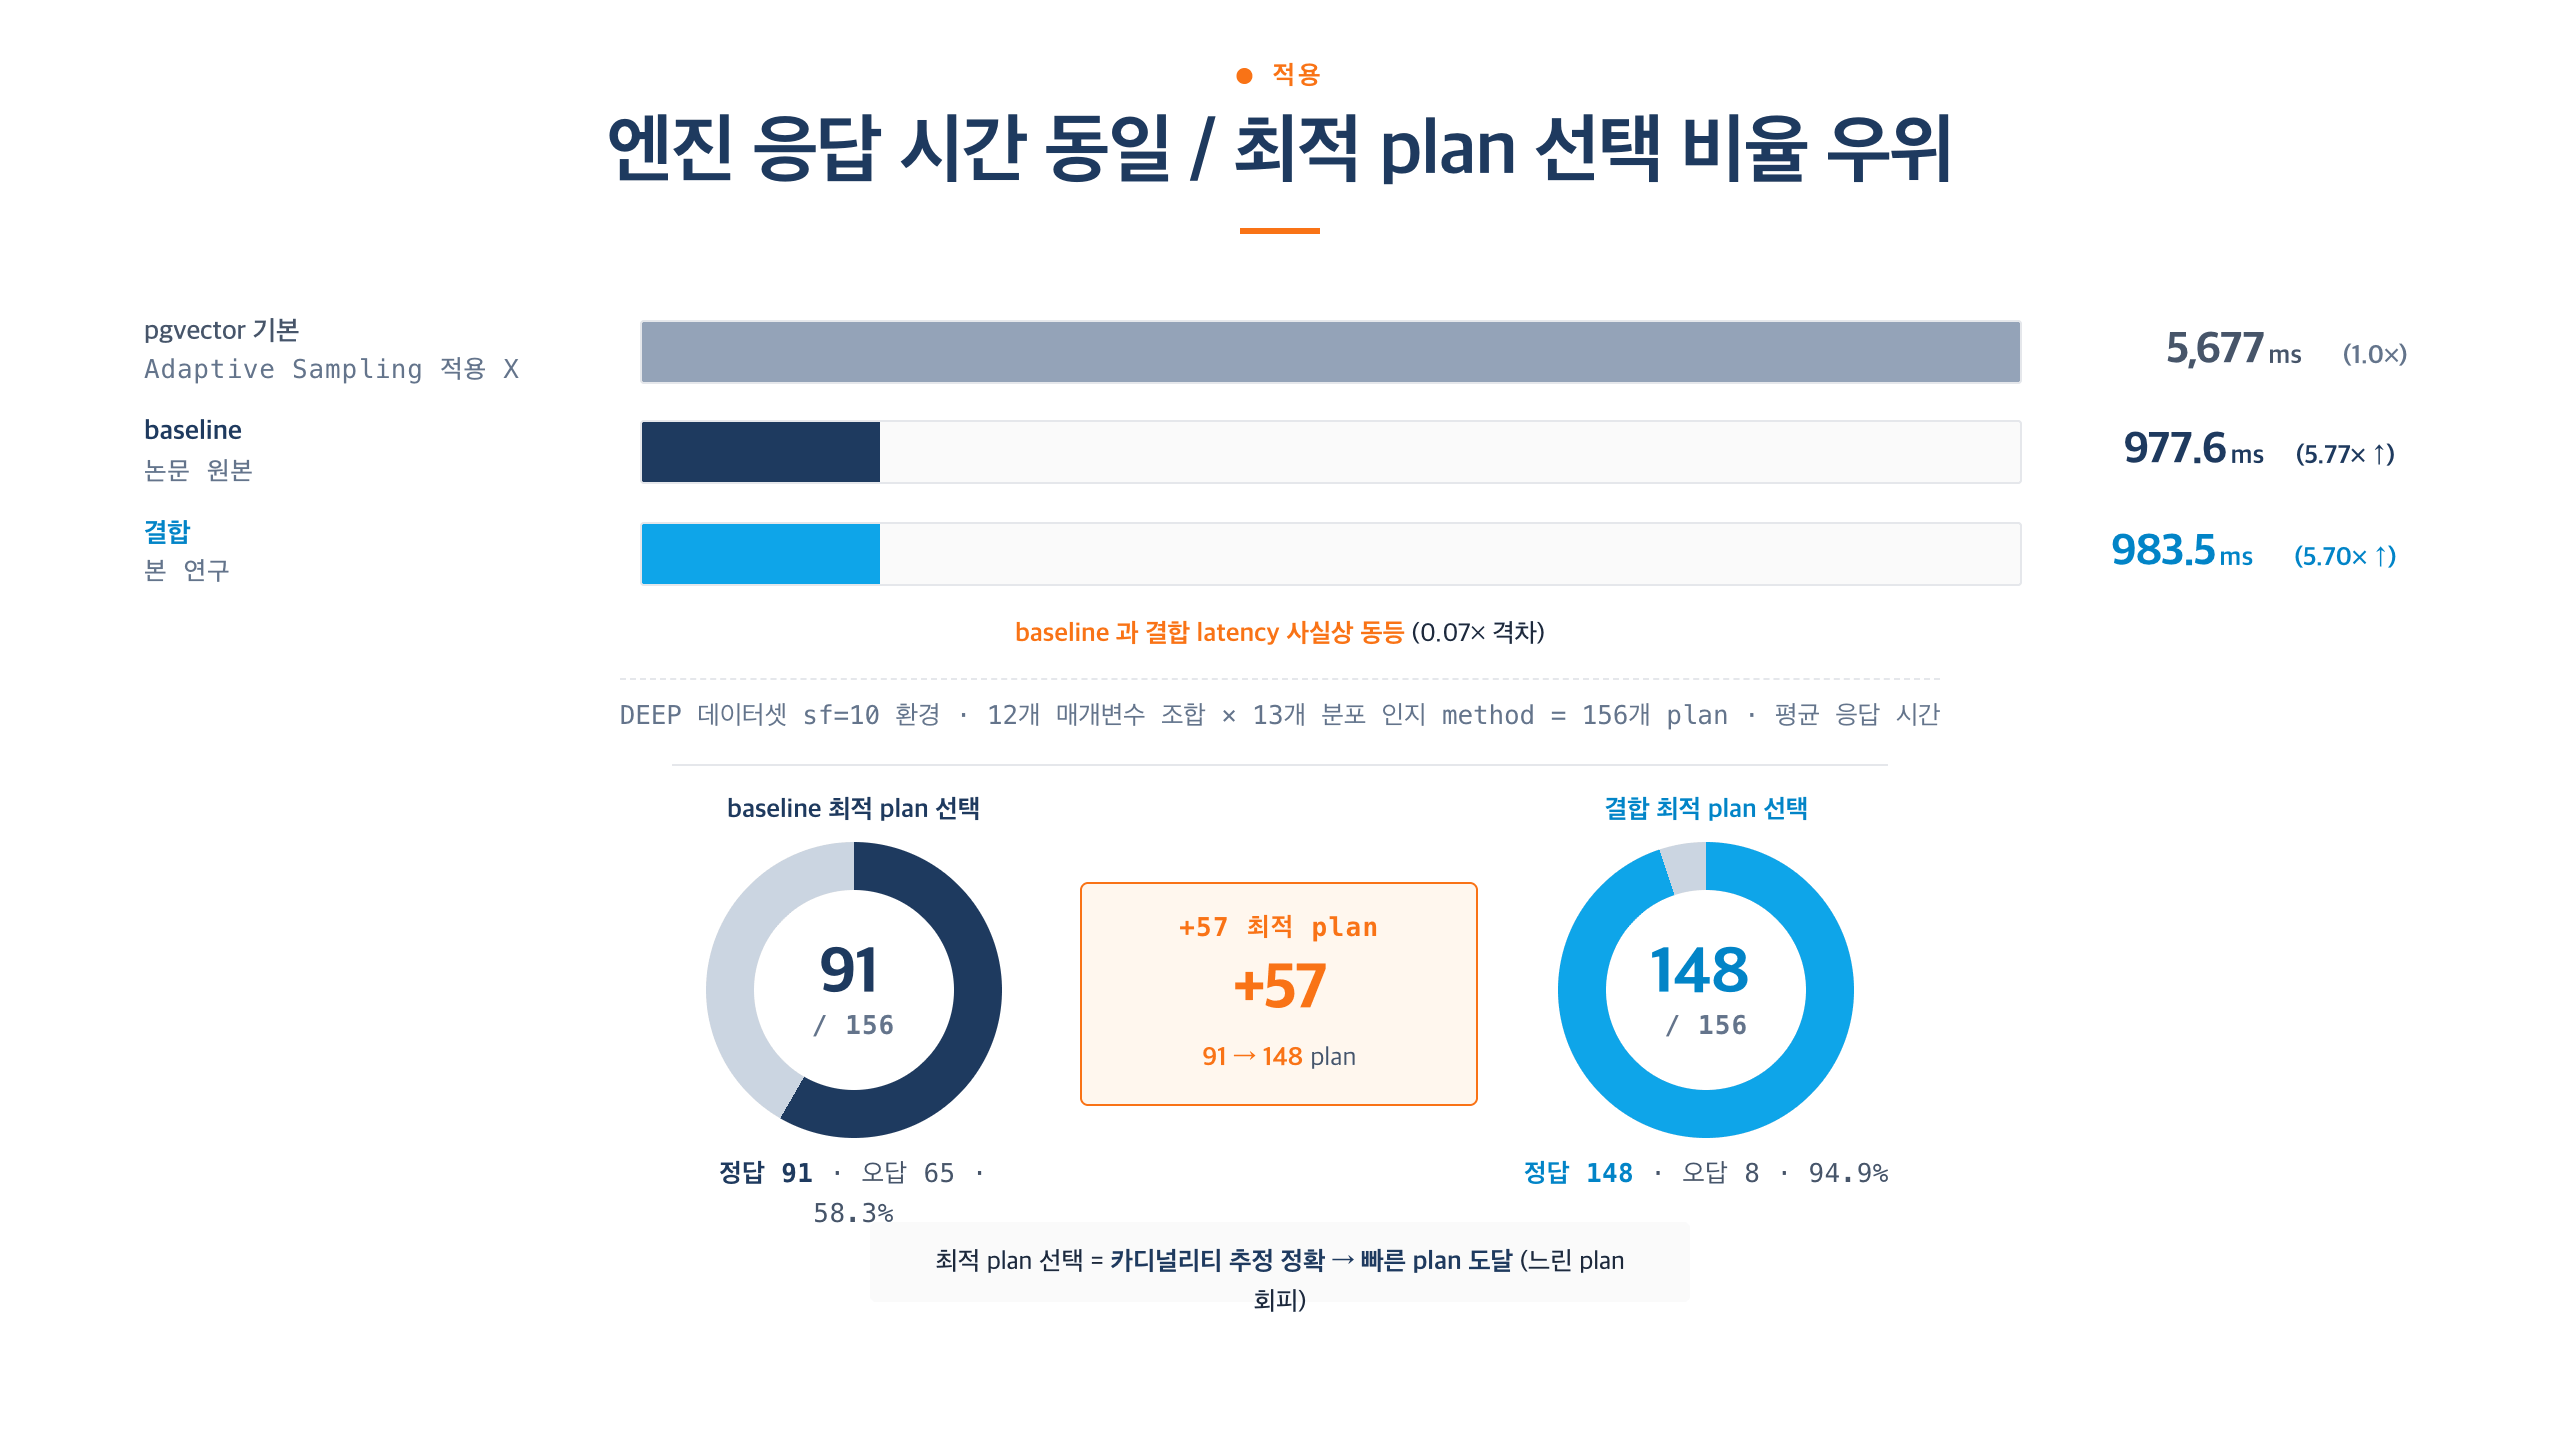 적용
엔진 응답 시간 동일 / 최적 plan 선택 비율 우위
pgvector 기본
Adaptive Sampling 적용 X
5,677 ms (1.0×)
baseline
논문 원본
977.6 ms (5.77× ↑)
결합
본 연구
983.5 ms (5.70× ↑)
baseline 과 결합 latency 사실상 동등 (0.07× 격차)
DEEP 데이터셋 sf=10 환경 · 12개 매개변수 조합 × 13개 분포 인지 method = 156개 plan · 평균 응답 시간
baseline 최적 plan 선택
91
/ 156
정답 91 · 오답 65 ·
58.3%
+57 최적 plan
+57
91 → 148 plan
결합 최적 plan 선택
148
/ 156
정답 148 · 오답 8 · 94.9%
최적 plan 선택 = 카디널리티 추정 정확 → 빠른 plan 도달 (느린 plan
회피)